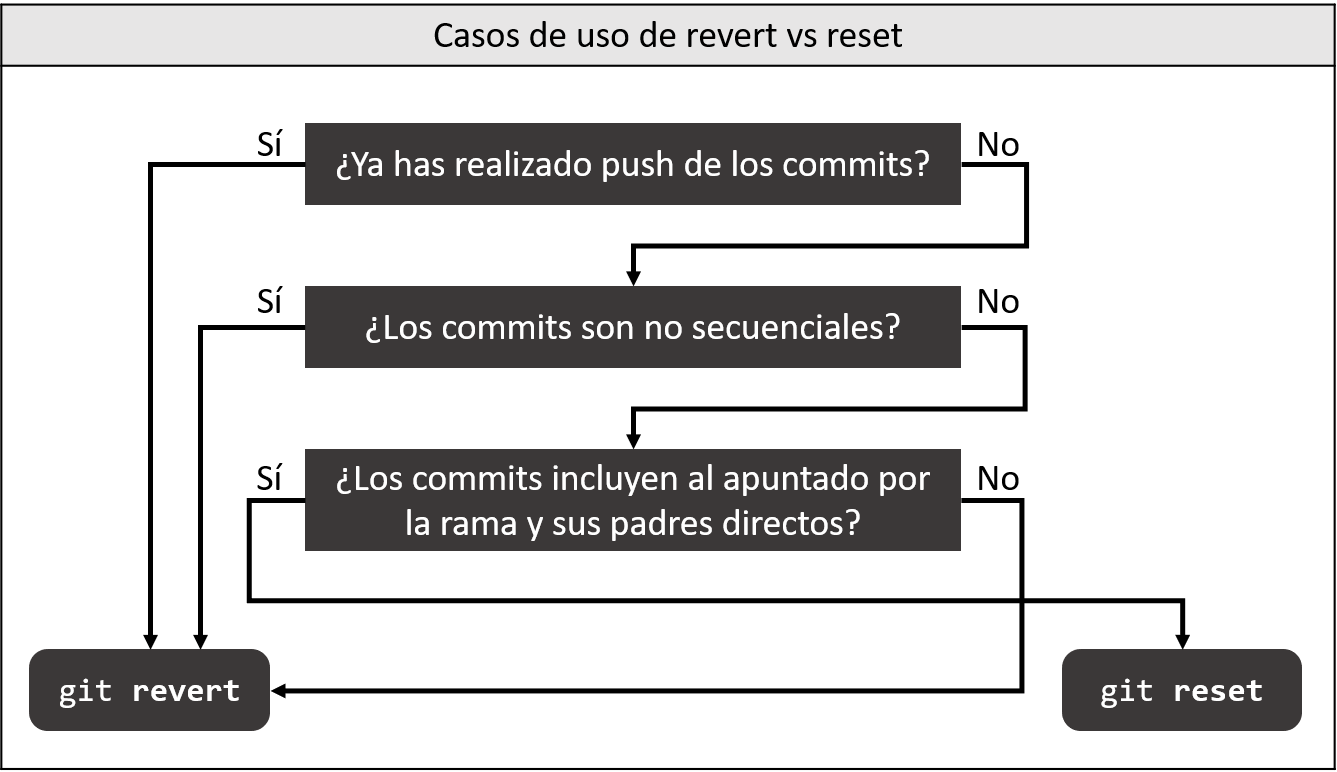 Casos de uso de revert vs reset
Sí
¿Ya has realizado push de los commits?
No
Sí
¿Los commits son no secuenciales?
No
Sí
¿Los commits incluyen al apuntado por
la rama y sus padres directos?
No
git revert
git reset